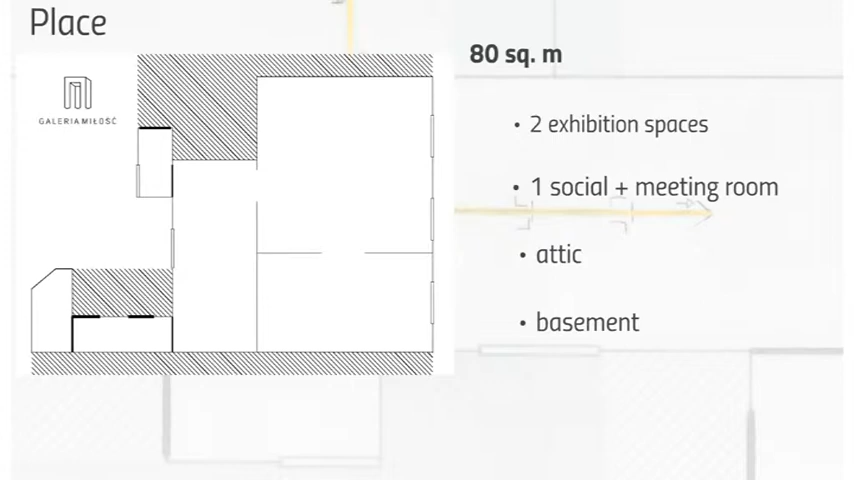 Place
80 sq. m
GALERIA MIŁOŚĆ
• 2 exhibition spaces
• 1 social + meeting room
• attic
• basement